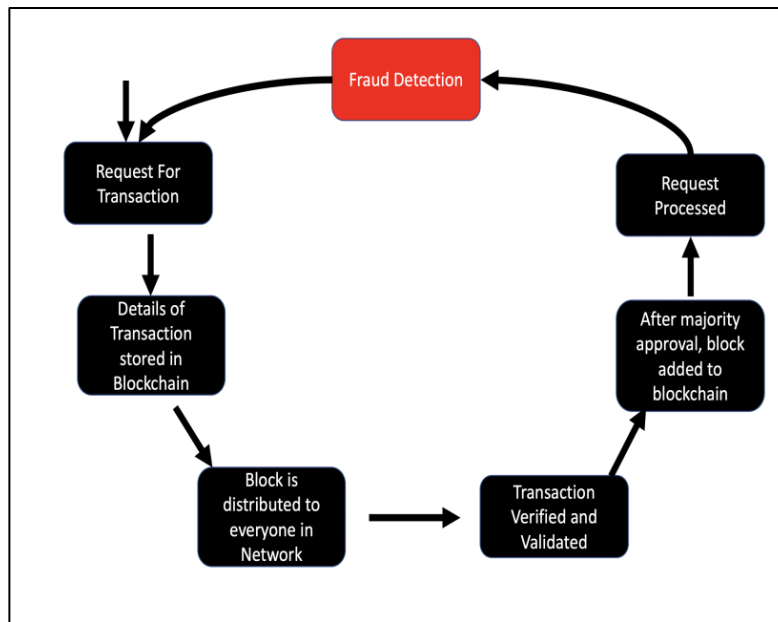 Fraud Detection
Request For
Transaction
Details of
Transaction
stored in
Blockchain
Block is
distributed to
everyone in
Network
Transaction
Verified and
Validated
After majority
approval, block
added to
blockchain
Request
Processed